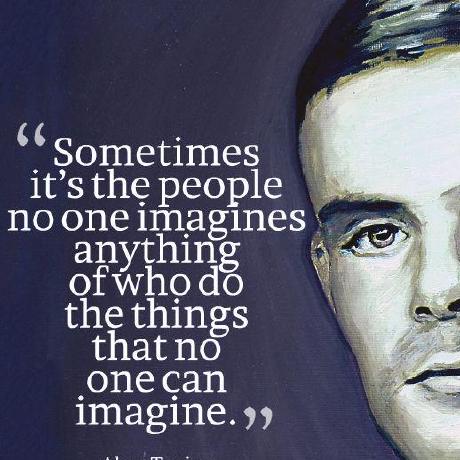 “Sometimes
it's the people
no one imagines
anything
of who do
the things
that no
one can
imagine.”